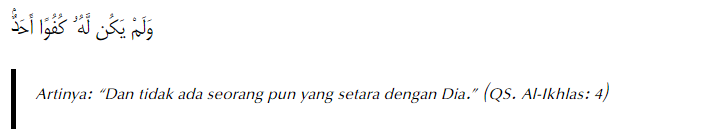 وَلَمْ يَكُن لَّهُۥ كُفُوًا أَحَدٌۢ
Artinya: “Dan tidak ada seorang pun yang setara dengan Dia.” (QS. Al-Ikhlas: 4)